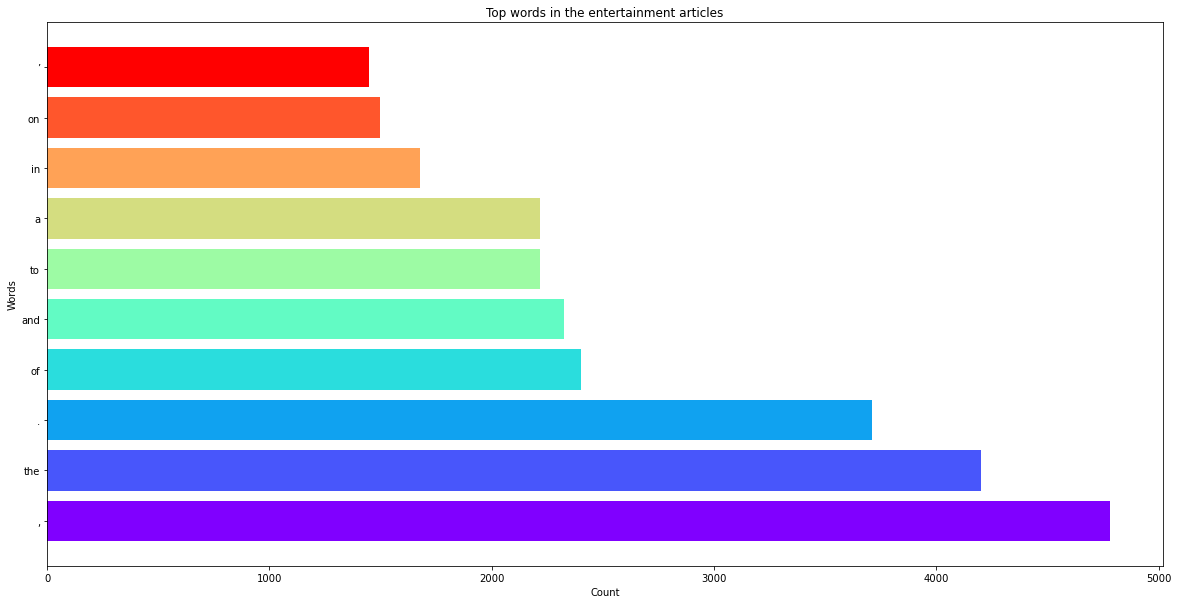 Top words in the entertainment articles
Words
’
on
in
a
to
and
of
.
the
,
0 1000 2000 3000 4000 5000
Count